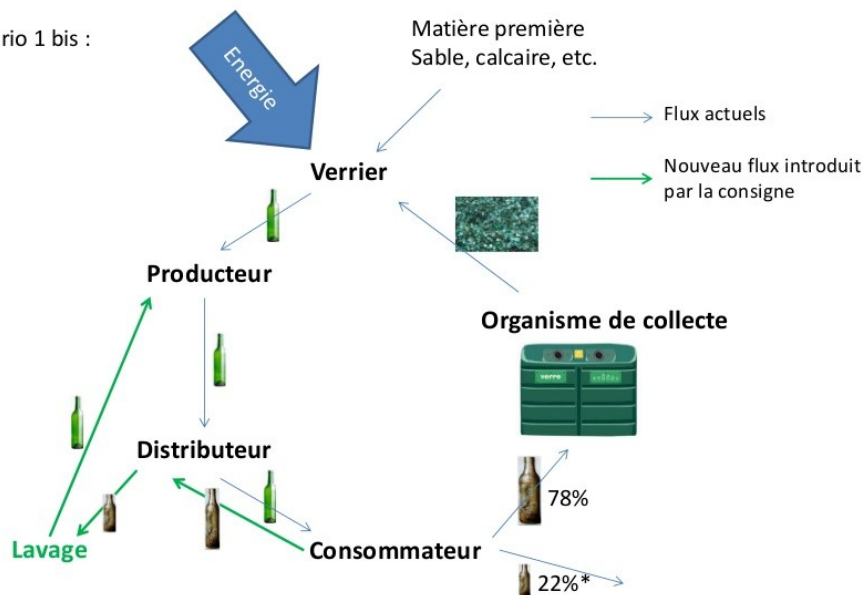 rio 1 bis :
Energie
Matière première
Sable, calcaire, etc.
Flux actuels
Nouveau flux introduit
par la consigne
Verrier
Producteur
Organisme de collecte
verre
Distributeur
78%
Lavage
Consommateur
22%*